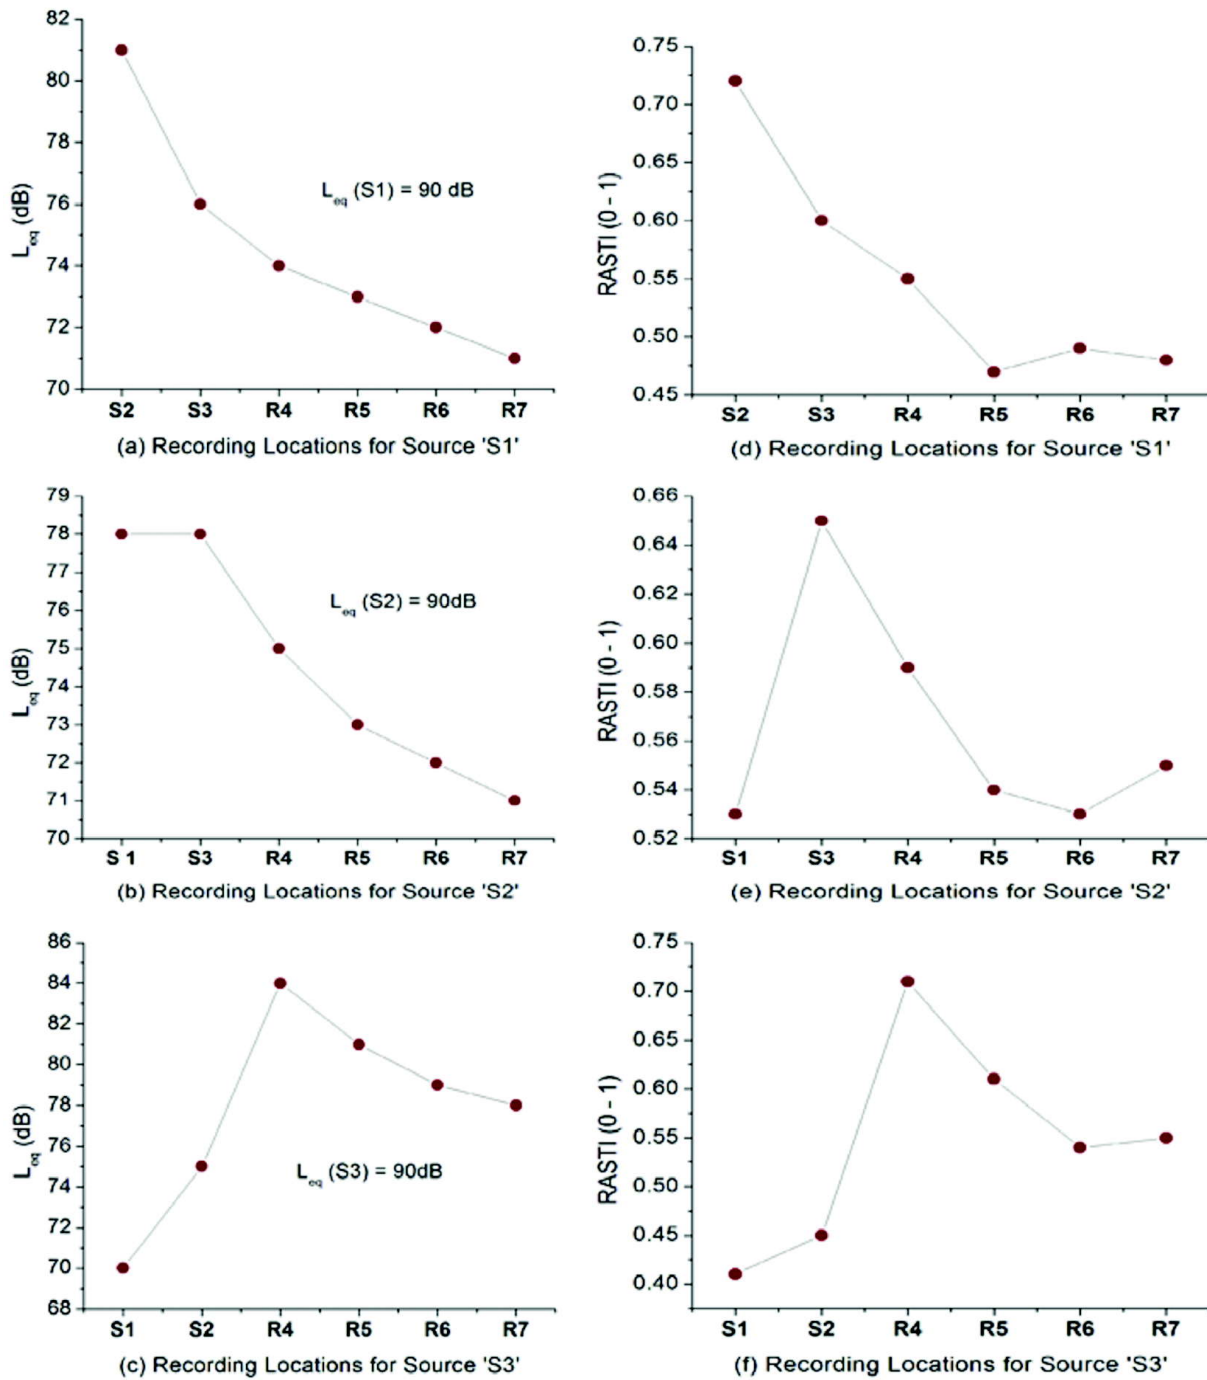 82
80
78
76
74
72
70
L_eq (dB)
L_eq (S1) = 90 dB
S2 S3 R4 R5 R6 R7
(a) Recording Locations for Source 'S1'
0.75
0.70
0.65
0.60
0.55
0.50
0.45
RASTI (0 - 1)
S2 S3 R4 R5 R6 R7
(d) Recording Locations for Source 'S1'
79
78
77
76
75
74
73
72
71
70
L_eq (dB)
L_eq (S2) = 90dB
S 1 S3 R4 R5 R6 R7
(b) Recording Locations for Source 'S2'
0.66
0.64
0.62
0.60
0.58
0.56
0.54
0.52
RASTI (0 - 1)
S1 S3 R4 R5 R6 R7
(e) Recording Locations for Source 'S2'
86
84
82
80
78
76
74
72
70
68
L_eq (dB)
L_eq (S3) = 90dB
S1 S2 R4 R5 R6 R7
(c) Recording Locations for Source 'S3'
0.75
0.70
0.65
0.60
0.55
0.50
0.45
0.40
RASTI (0 - 1)
S1 S2 R4 R5 R6 R7
(f) Recording Locations for Source 'S3'